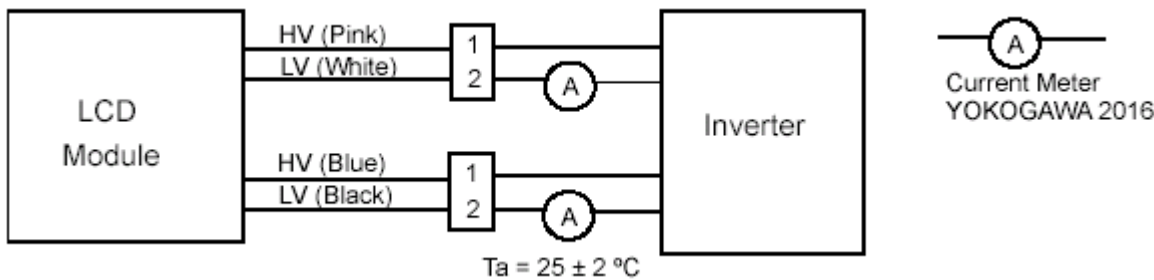 LCD
Module
HV (Pink)
LV (White)
1
2
A
HV (Blue)
LV (Black)
1
2
A
Inverter
A
Current Meter
YOKOGAWA 2016
Ta = 25 ± 2 ºC